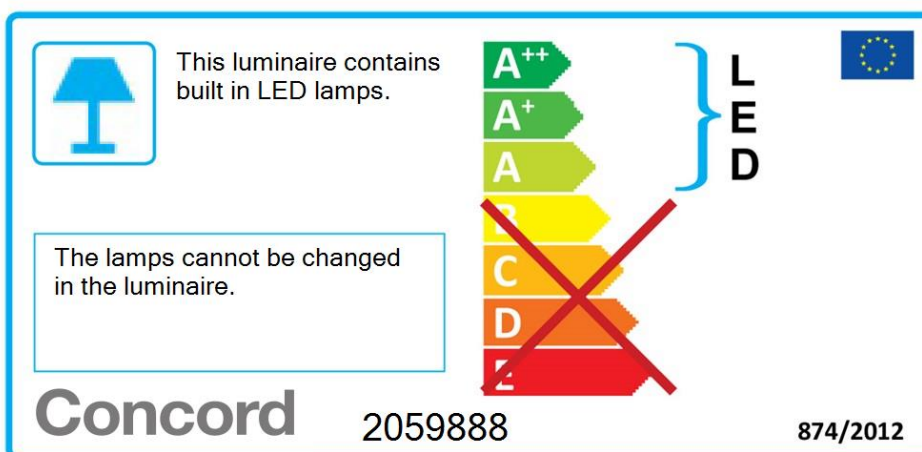 This luminaire contains
built in LED lamps.
A++
A+
A
B
C
D
E
L
E
D
The lamps cannot be changed
in the luminaire.
Concord
2059888
874/2012